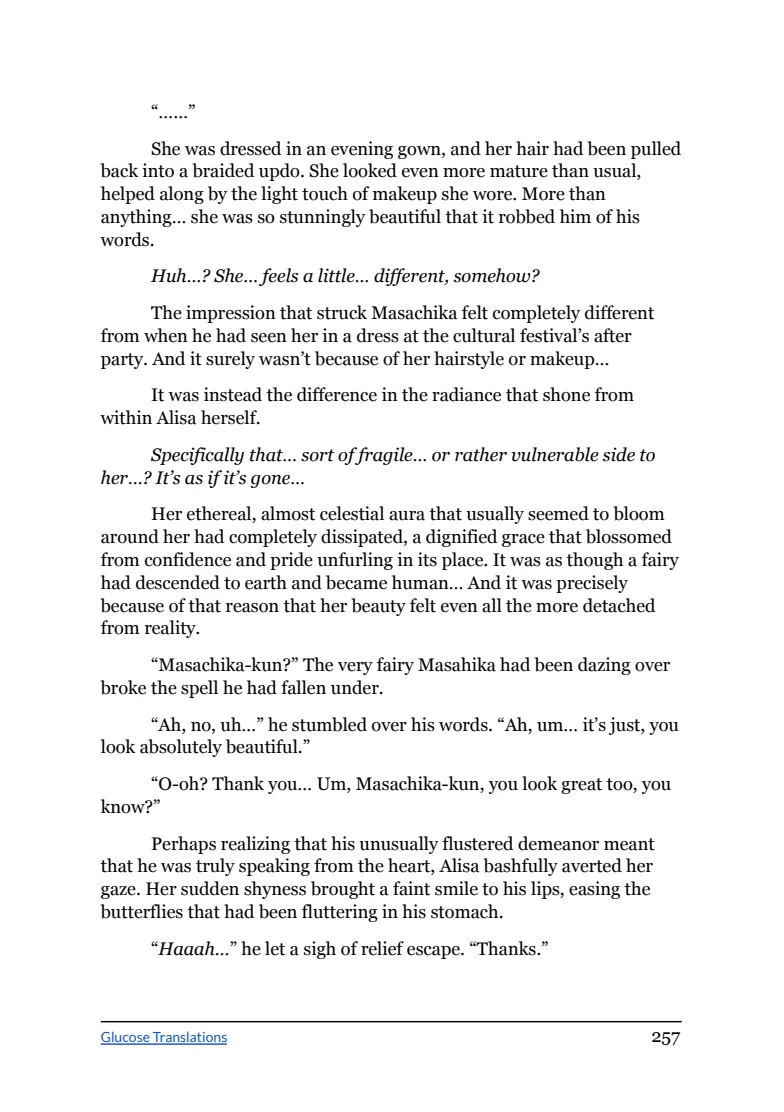 “......”
She was dressed in an evening gown, and her hair had been pulled
back into a braided updo. She looked even more mature than usual,
helped along by the light touch of makeup she wore. More than
anything... she was so stunningly beautiful that it robbed him of his
words.
Huh...? She... feels a little... different, somehow?
The impression that struck Masachika felt completely different
from when he had seen her in a dress at the cultural festival’s after
party. And it surely wasn’t because of her hairstyle or makeup...
It was instead the difference in the radiance that shone from
within Alisa herself.
Specifically that... sort of fragile... or rather vulnerable side to
her...? It’s as if it’s gone...
Her ethereal, almost celestial aura that usually seemed to bloom
around her had completely dissipated, a dignified grace that blossomed
from confidence and pride unfurling in its place. It was as though a fairy
had descended to earth and became human... And it was precisely
because of that reason that her beauty felt even all the more detached
from reality.
“Masachika-kun?” The very fairy Masahika had been dazing over
broke the spell he had fallen under.
“Ah, no, uh...” he stumbled over his words. “Ah, um... it’s just, you
look absolutely beautiful.”
“O-oh? Thank you... Um, Masachika-kun, you look great too, you
know?”
Perhaps realizing that his unusually flustered demeanor meant
that he was truly speaking from the heart, Alisa bashfully averted her
gaze. Her sudden shyness brought a faint smile to his lips, easing the
butterflies that had been fluttering in his stomach.
“Haaah...” he let a sigh of relief escape. “Thanks.”
Glucose Translations 257